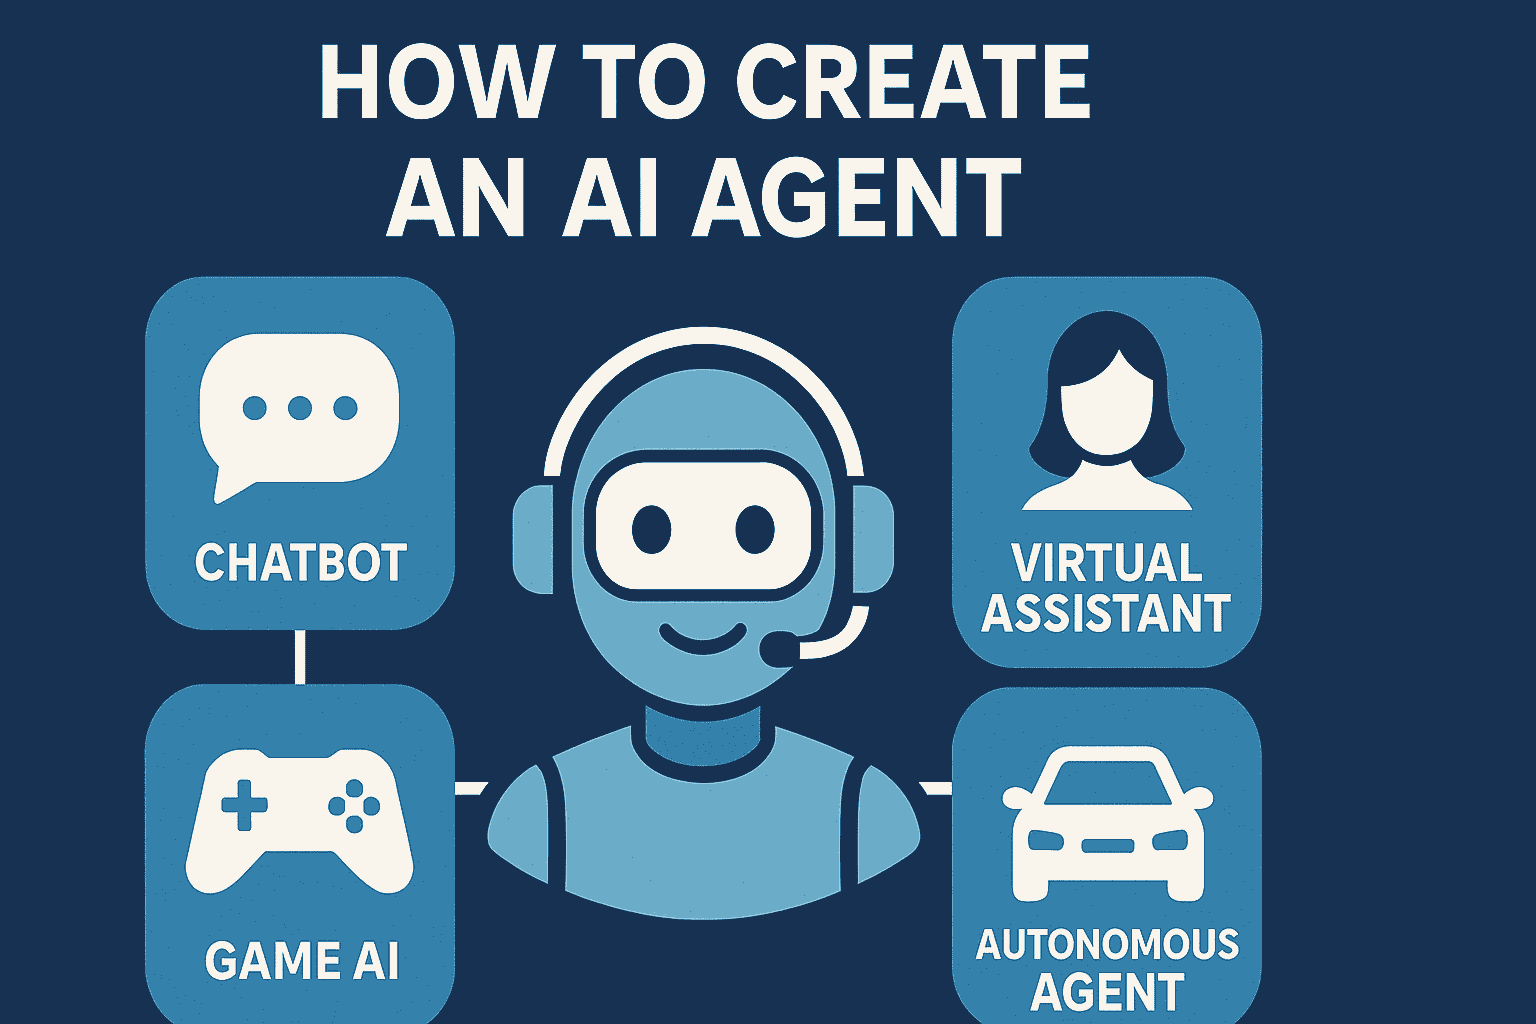 HOW TO CREATE
AN AI AGENT
CHATBOT
VIRTUAL
ASSISTANT
GAME AI
AUTONOMOUS
AGENT